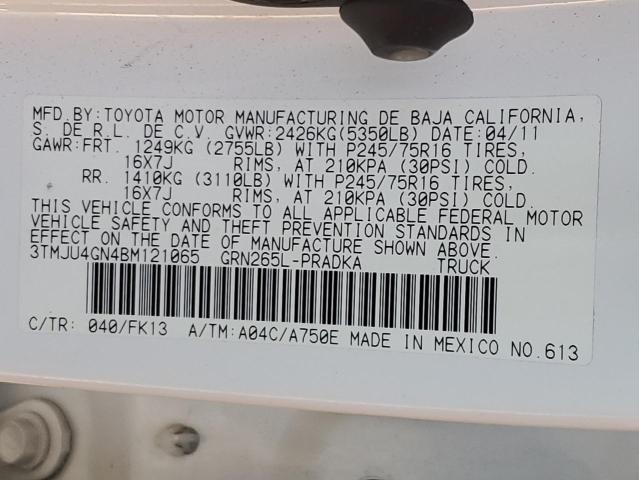 MFD.BY:TOYOTA MOTOR MANUFACTURING DE BAJA CALIFORNIA,
S. DE R.L. DE C.V. GVWR:2426KG(5350LB) DATE:04/11
GAWR:FRT. 1249KG (2755LB) WITH P245/75R16 TIRES,
16X7J RIMS, AT 210KPA (30PSI) COLD.
RR. 1410KG (3110LB) WITH P245/75R16 TIRES,
16X7J RIMS, AT 210KPA (30PSI) COLD.
THIS VEHICLE CONFORMS TO ALL APPLICABLE FEDERAL MOTOR
VEHICLE SAFETY AND THEFT PREVENTION STANDARDS IN
EFFECT ON THE DATE OF MANUFACTURE SHOWN ABOVE.
3TMJU4GN4BM121065 GRN265L-PRADKA TRUCK
C/TR: 040/FK13 A/TM:A04C/A750E MADE IN MEXICO NO.613